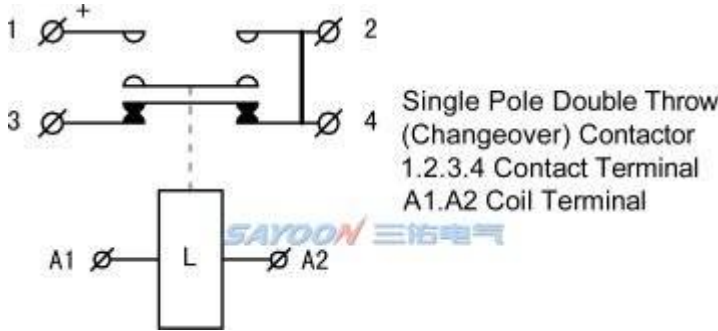 1 + 2
3 4
Single Pole Double Throw
(Changeover) Contactor
1.2.3.4 Contact Terminal
A1.A2 Coil Terminal
SAYOON 三佑电气
A1 L A2